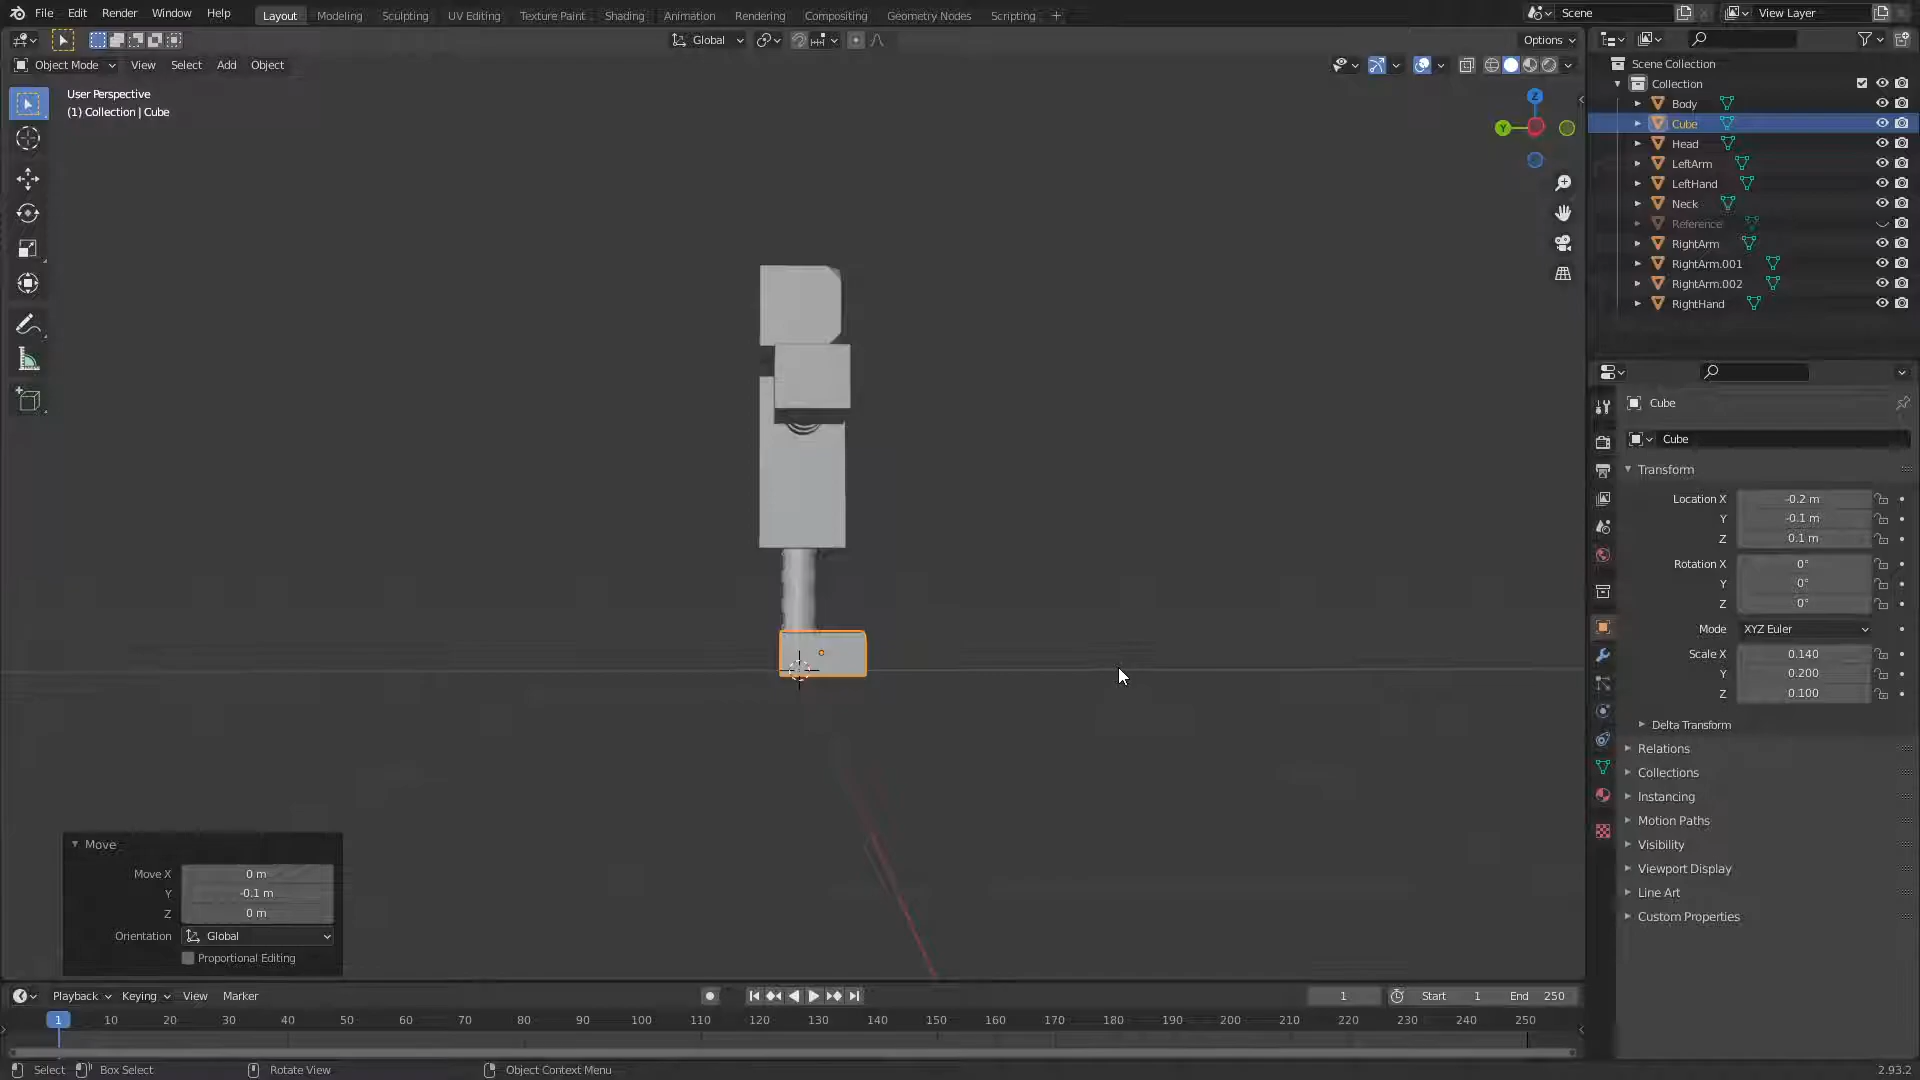 File Edit Render Window Help Layout Modeling Sculpting UV Editing Texture Paint Shading Animation Rendering Compositing Geometry Nodes Scripting + Scene View Layer
Global Options
Object Mode View Select Add Object
User Perspective
(1) Collection | Cube
Z
Y
Scene Collection
Collection
Body
Cube
Head
LeftArm
LeftHand
Neck
Reference
RightArm
RightArm.001
RightArm.002
RightHand
Cube
Cube
Transform
Location X -0.2 m
Y -0.1 m
Z 0.1 m
Rotation X 0°
Y 0°
Z 0°
Mode XYZ Euler
Scale X 0.140
Y 0.200
Z 0.100
Delta Transform
Relations
Collections
Instancing
Motion Paths
Visibility
Viewport Display
Line Art
Custom Properties
Move
Move X 0 m
Y -0.1 m
Z 0 m
Orientation Global
Proportional Editing
Playback Keying View Marker 1 Start 1 End 250
1 10 20 30 40 50 60 70 80 90 100 110 120 130 140 150 160 170 180 190 200 210 220 230 240 250
Select Box Select Rotate View Object Context Menu 2.93.2